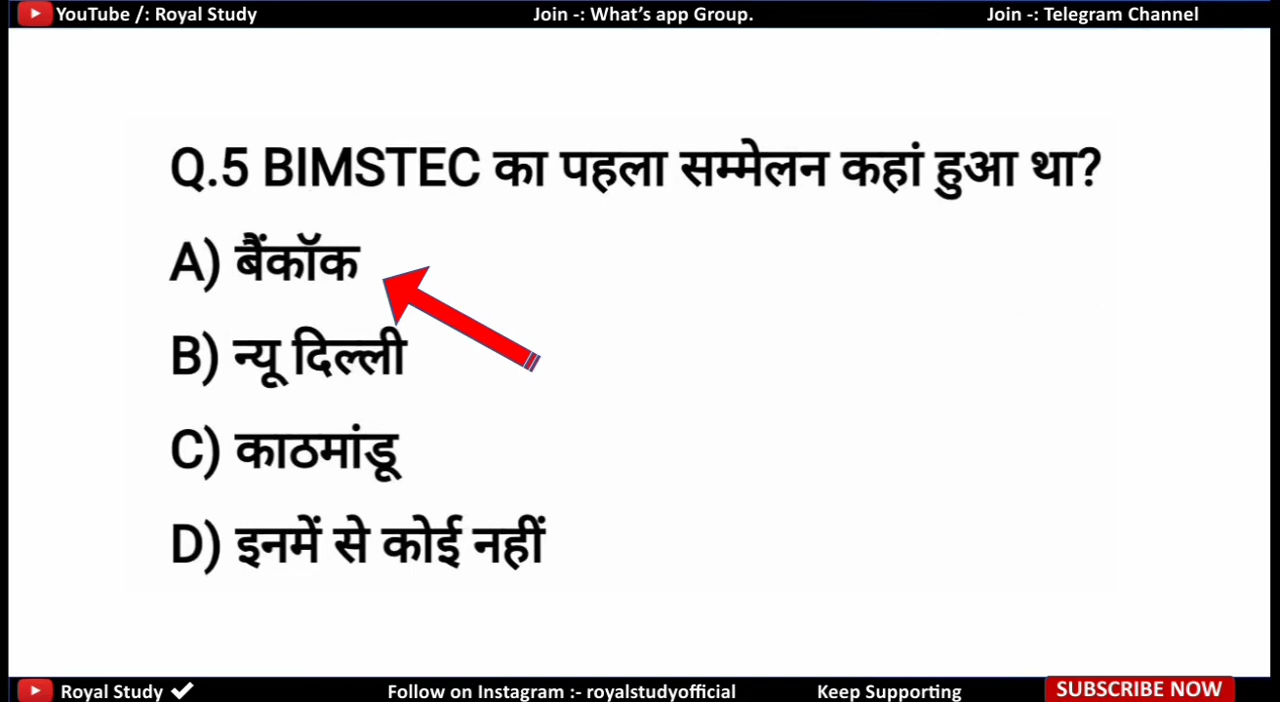 YouTube /: Royal Study Join -: What's app Group. Join -: Telegram Channel
Q.5 BIMSTEC का पहला सम्मेलन कहां हुआ था?
A) बैंकॉक
B) न्यू दिल्ली
C) काठमांडू
D) इनमें से कोई नहीं
Royal Study Follow on Instagram :- royalstudyofficial Keep Supporting SUBSCRIBE NOW